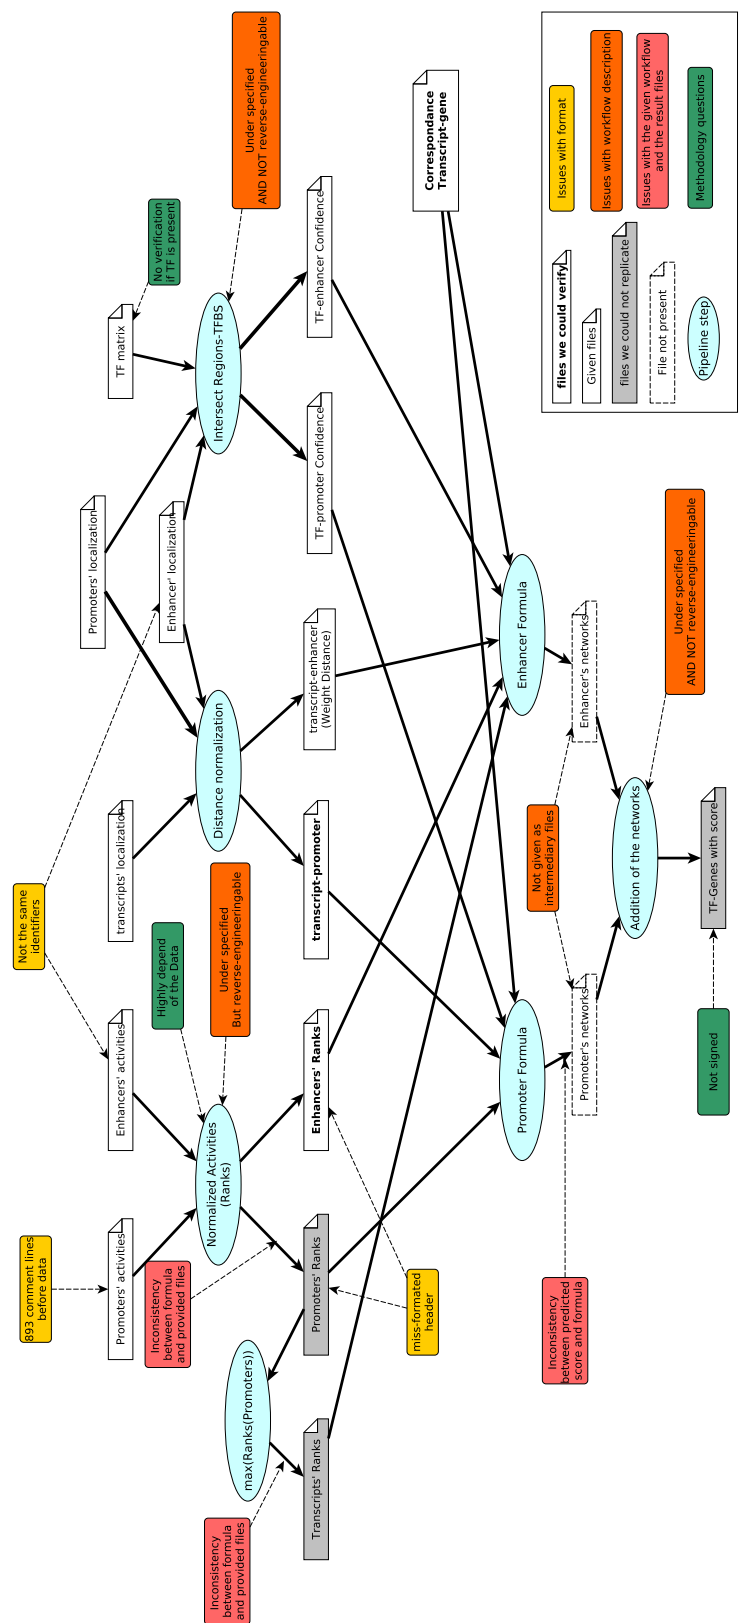 893 comment lines
before data
Not the same
identifiers
No verification
if TF is present
Under specified
AND NOT reverse-engineeringable
Promoters' activities
Enhancers' activities
transcripts' localization
Promoters' localization
Enhancer' localization
TF matrix
Inconsistency
between formula
and provided files
Highly depend
of the Data
Under specified
But reverse-engineeringable
Normalized Activities
(Ranks)
Distance normalization
Intersect Regions-TFBS
max(Ranks(Promoters))
Inconsistency
between formula
and provided files
Transcripts' Ranks
Promoters' Ranks
Enhancers' Ranks
transcript-promoter
transcript-enhancer
(Weight Distance)
TF-promoter Confidence
TF-enhancer Confidence
miss-formated
header
Correspondance
Transcript-gene
Promoter Formula
Enhancer Formula
Inconsistency
between predicted
score and formula
Not given as
intermediary files
Promoter's networks
Enhancer's networks
Addition of the networks
Under specified
AND NOT reverse-engineeringable
Not signed
TF-Genes with score
files we could verify
Given files
files we could not replicate
File not present
Pipeline step
Issues with format
Issues with workflow description
Issues with the given workflow
and the result files
Methodology questions